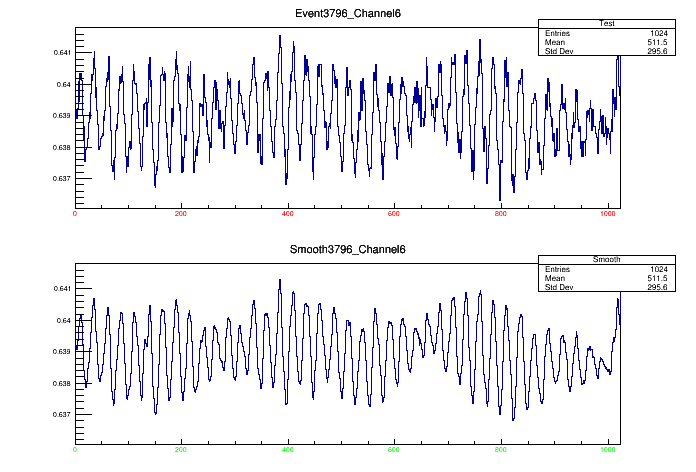 Event3796_Channel6
Test
Entries 1024
Mean 511.5
Std Dev 295.6
0.641
0.64
0.639
0.638
0.637
0 200 400 600 800 1000
Smooth3796_Channel6
Smooth
Entries 1024
Mean 511.5
Std Dev 295.6
0.641
0.64
0.639
0.638
0.637
0 200 400 600 800 1000